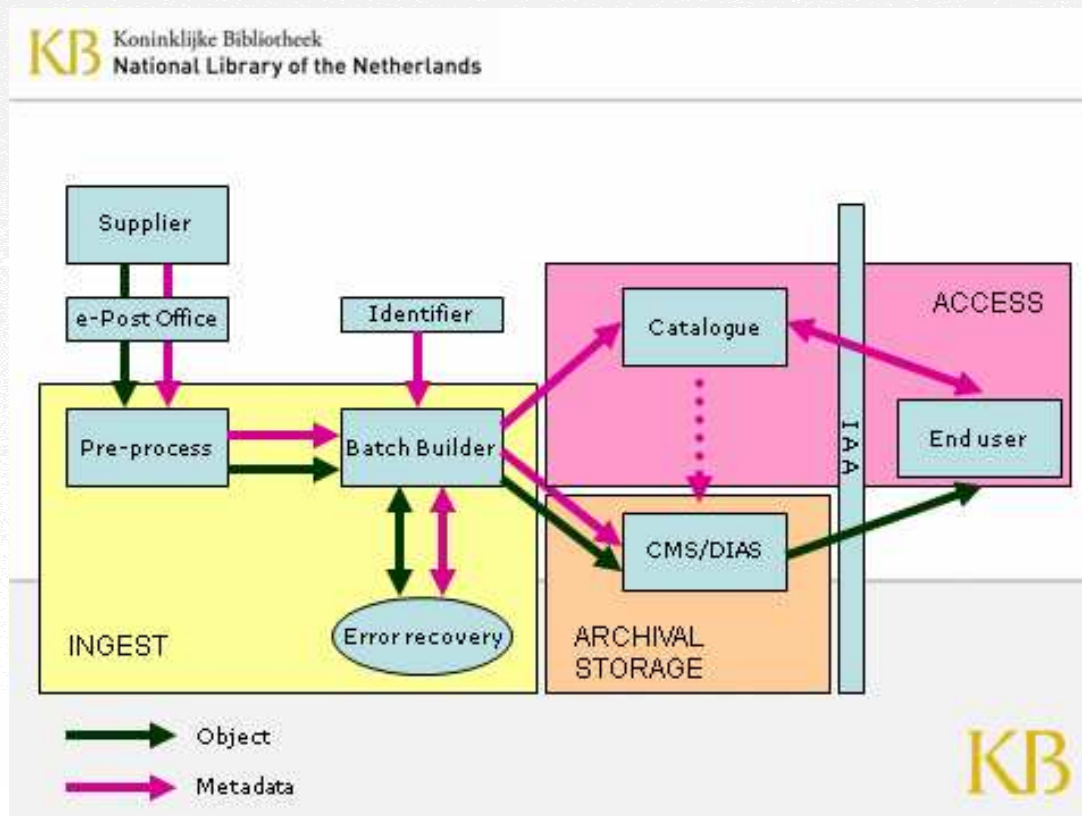 KB
Koninklijke Bibliotheek
National Library of the Netherlands
Supplier
e-Post Office
Identifier
Catalogue
ACCESS
Pre-process
Batch Builder
IAA
End user
CMS/DIAS
Error recovery
INGEST
ARCHIVAL
STORAGE
Object
Metadata
KB